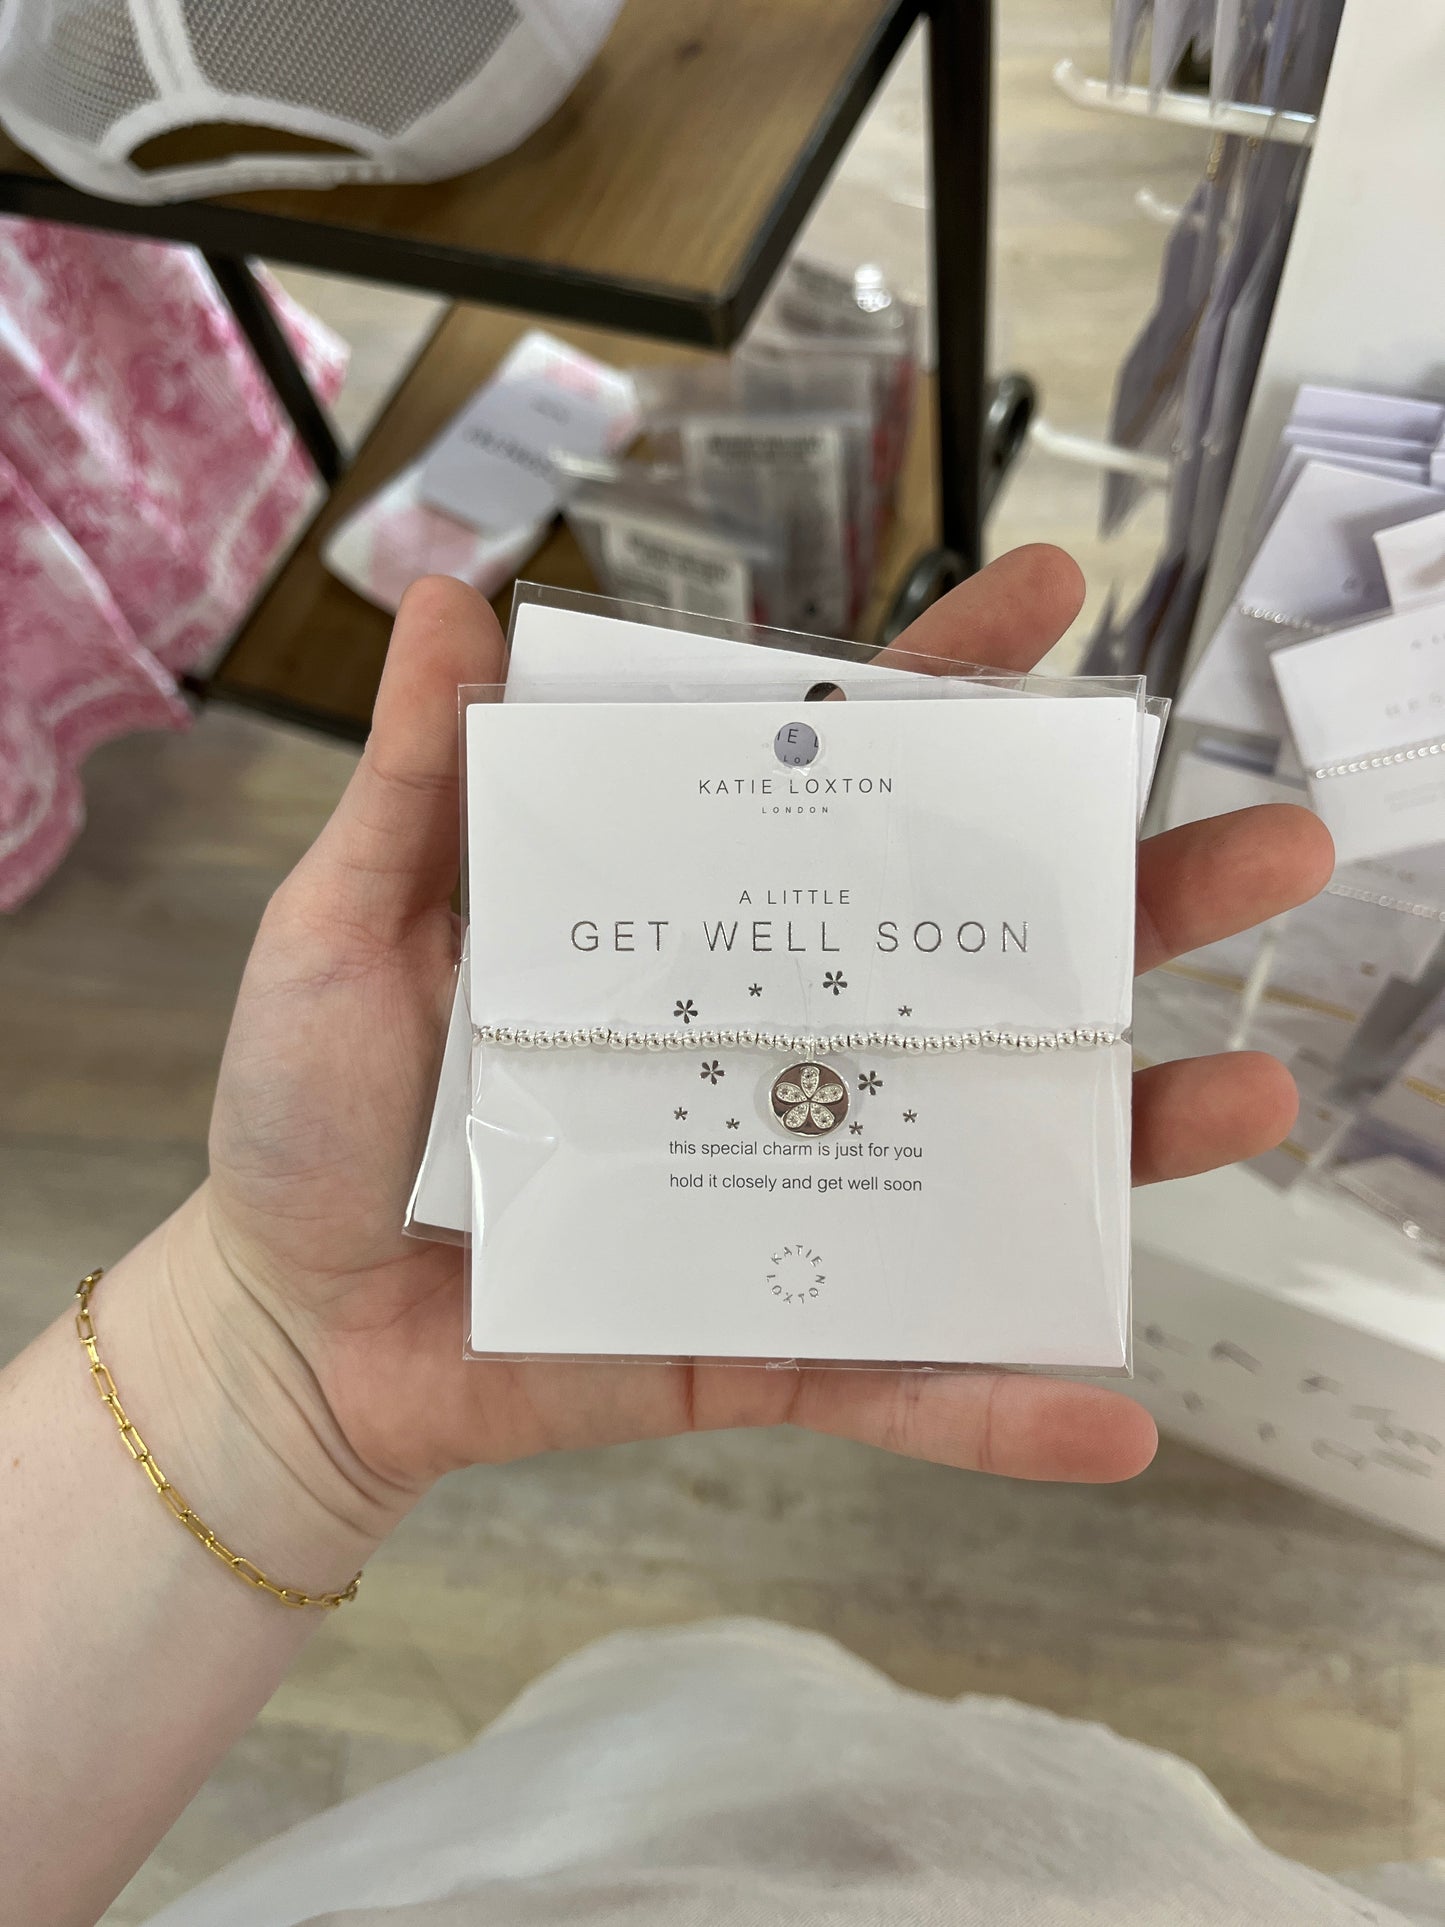 KATIE LOXTON
LONDON
A LITTLE
GET WELL SOON
this special charm is just for you
hold it closely and get well soon
KATIE LOXTON